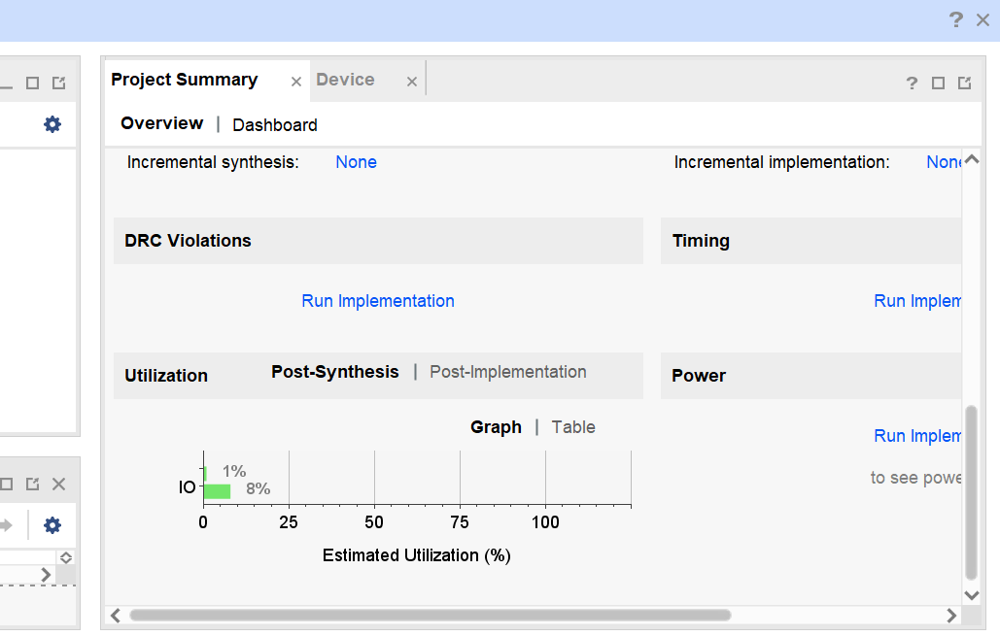 Project Summary
Device
Overview | Dashboard
Incremental synthesis: None
Incremental implementation: None
DRC Violations
Timing
Run Implementation
Run Implem
Utilization
Post-Synthesis | Post-Implementation
Power
Graph | Table
Run Implem
to see powe
1%
8%
IO
0 25 50 75 100
Estimated Utilization (%)